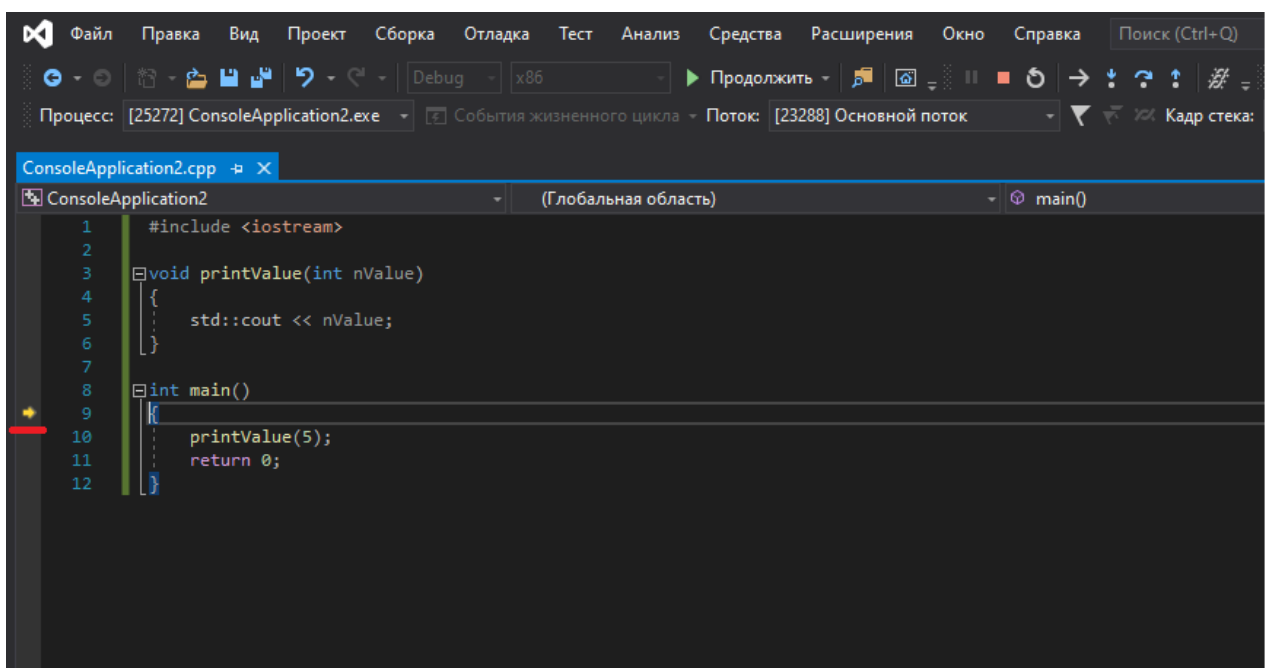 Файл Правка Вид Проект Сборка Отладка Тест Анализ Средства Расширения Окно Справка Поиск (Ctrl+Q)
Debug x86 Продолжить
Процесс: [25272] ConsoleApplication2.exe События жизненного цикла Поток: [23288] Основной поток Кадр стека:
ConsoleApplication2.cpp
ConsoleApplication2 (Глобальная область) main()
1 #include <iostream>
2
3 void printValue(int nValue)
4 {
5 std::cout << nValue;
6 }
7
8 int main()
9 {
10 printValue(5);
11 return 0;
12 }